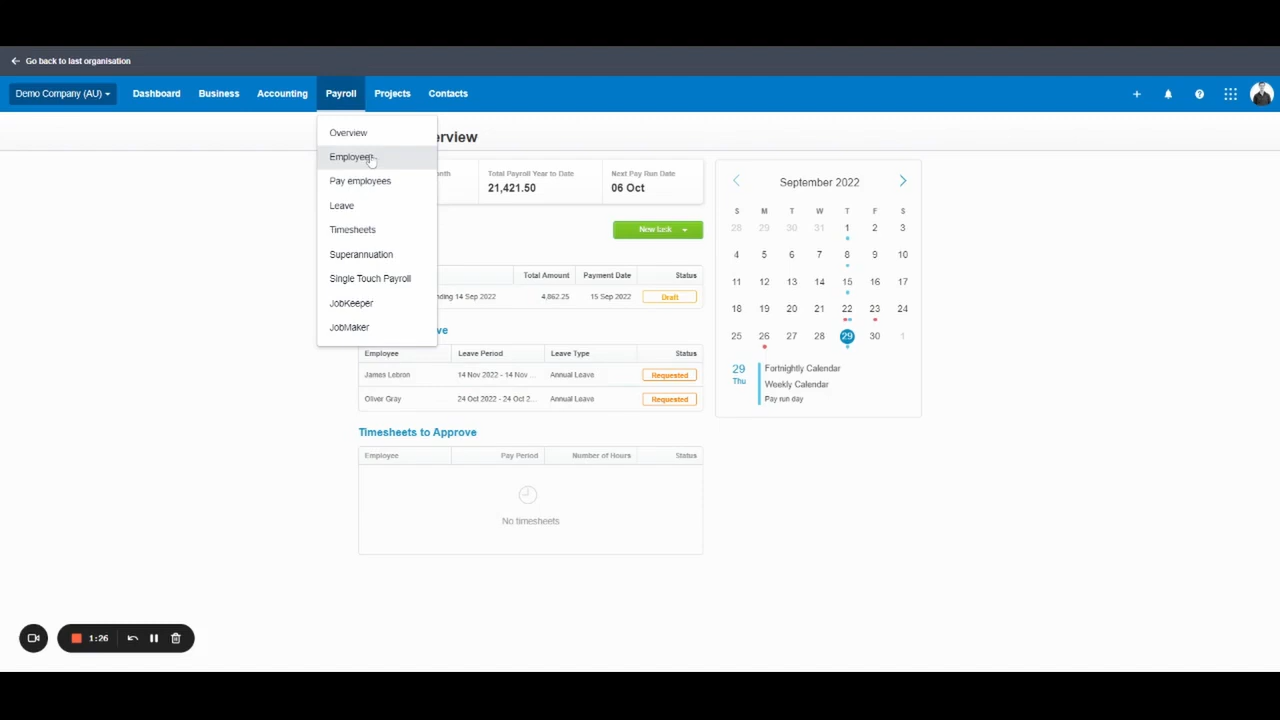 Go back to last organisation
Demo Company (AU)
Dashboard
Business
Accounting
Payroll
Projects
Contacts
Overview
Employees
Pay employees
Leave
Timesheets
Superannuation
Single Touch Payroll
JobKeeper
JobMaker
erview
nth
Total Payroll Year to Date
21,421.50
Next Pay Run Date
06 Oct
New task
Total Amount Payment Date Status
nding 14 Sep 2022 4,862.25 15 Sep 2022 Draft
ve
Employee Leave Period Leave Type Status
James Lebron 14 Nov 2022 - 14 Nov ... Annual Leave Requested
Oliver Gray 24 Oct 2022 - 24 Oct 2... Annual Leave Requested
Timesheets to Approve
Employee Pay Period Number of Hours Status
No timesheets
September 2022
S M T W T F S
28 29 30 31 1 2 3
4 5 6 7 8 9 10
11 12 13 14 15 16 17
18 19 20 21 22 23 24
25 26 27 28 29 30 1
29
Thu
Fortnightly Calendar
Weekly Calendar
Pay run day
1:26